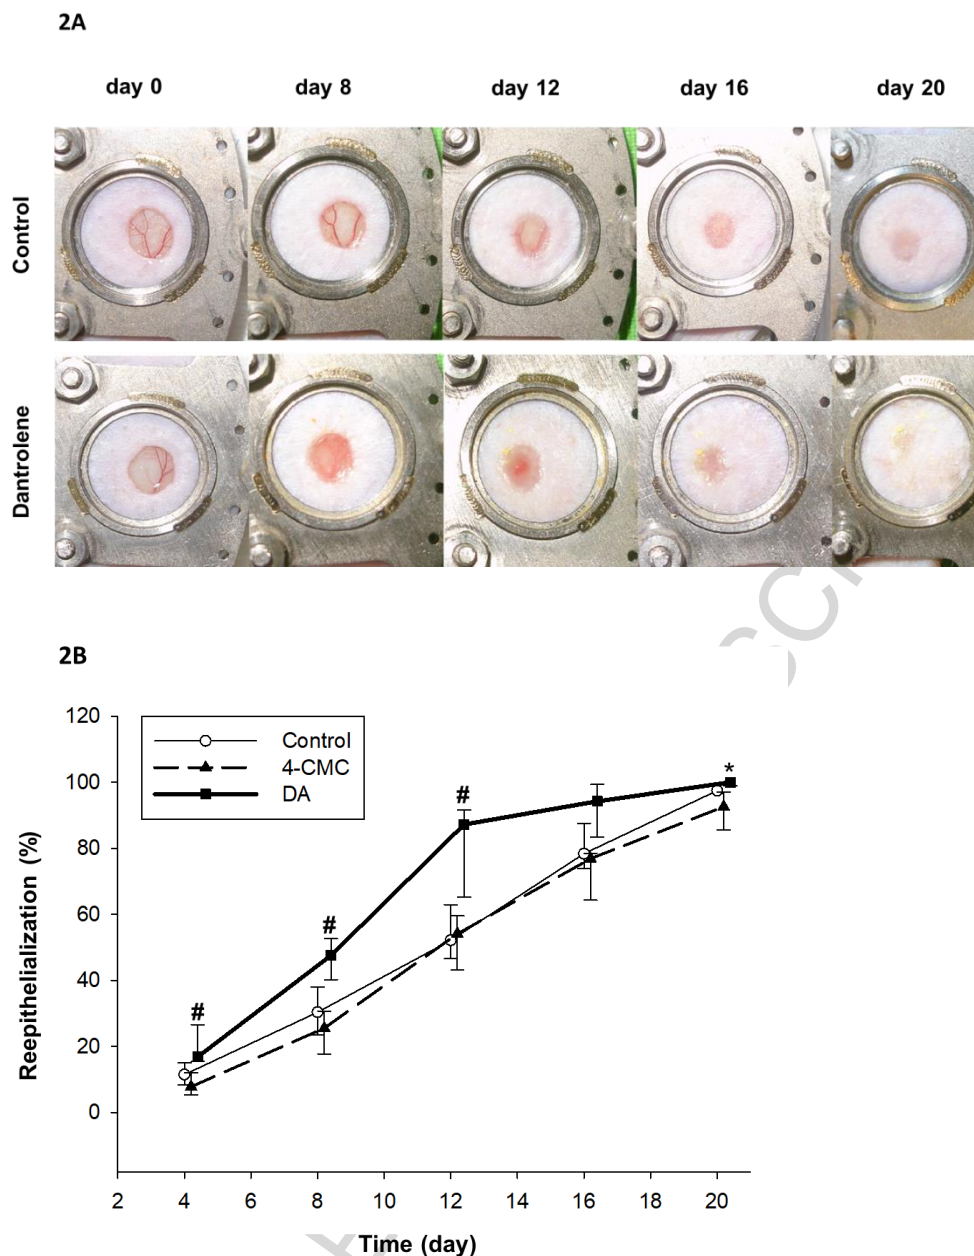 2A
day 0 day 8 day 12 day 16 day 20
Control
Dantrolene
2B
120
100
80
60
40
20
0
Reepithelialization (%)
Control
4-CMC
DA
#
#
#
*
2 4 6 8 10 12 14 16 18 20
Time (day)